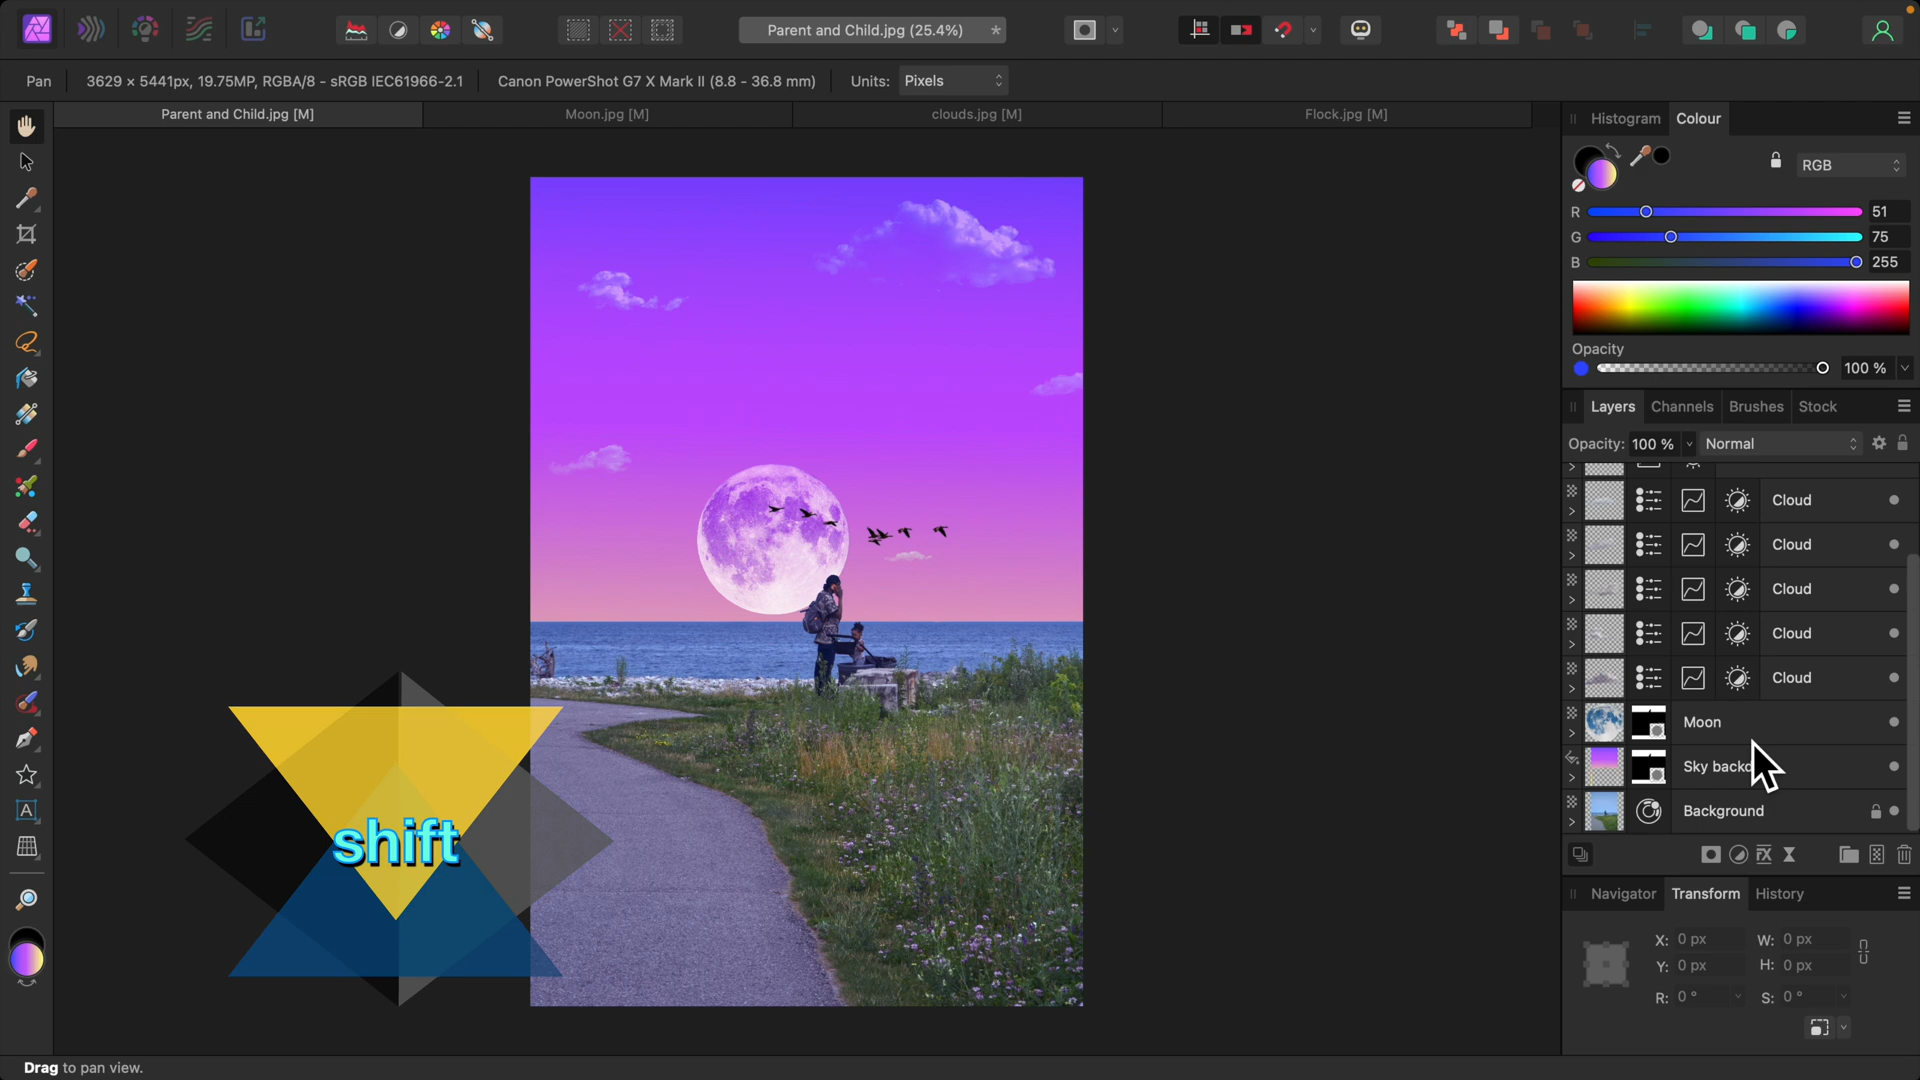 Parent and Child.jpg (25.4%) *
Pan
3629 × 5441px, 19.75MP, RGBA/8 - sRGB IEC61966-2.1
Canon PowerShot G7 X Mark II (8.8 - 36.8 mm)
Units: Pixels
Parent and Child.jpg [M]
Moon.jpg [M]
clouds.jpg [M]
Flock.jpg [M]
Histogram
Colour
RGB
R 51
G 75
B 255
Opacity
100 %
Layers
Channels
Brushes
Stock
Opacity: 100 %
Normal
Cloud
Cloud
Cloud
Cloud
Cloud
Moon
Sky backg
Background
shift
Navigator
Transform
History
X: 0 px
W: 0 px
Y: 0 px
H: 0 px
R: 0 °
S: 0 °
Drag to pan view.